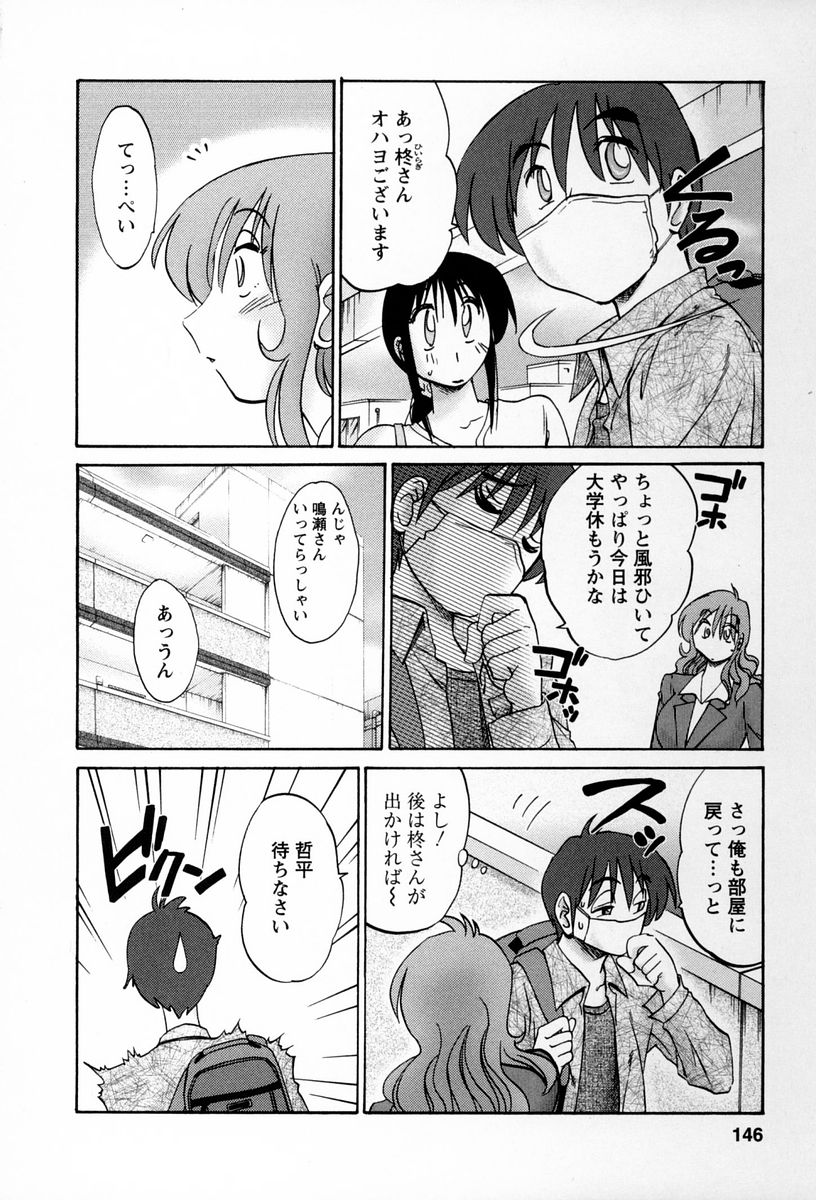 あっ柊さん
ひいらぎ
オハヨございます
くるっ
てっ…ぺい
ちょっと風邪ひいて
やっぱり今日は
大学休もうかな
ゴホ
ゴホッ
んじゃ
鳴瀬さん
いってらっしゃい
あっうん
さっ俺も部屋に
戻って…っと
スッ
よし!
後は柊さんが
出かければ〜
哲平
待ちなさい
ビクンッ
146